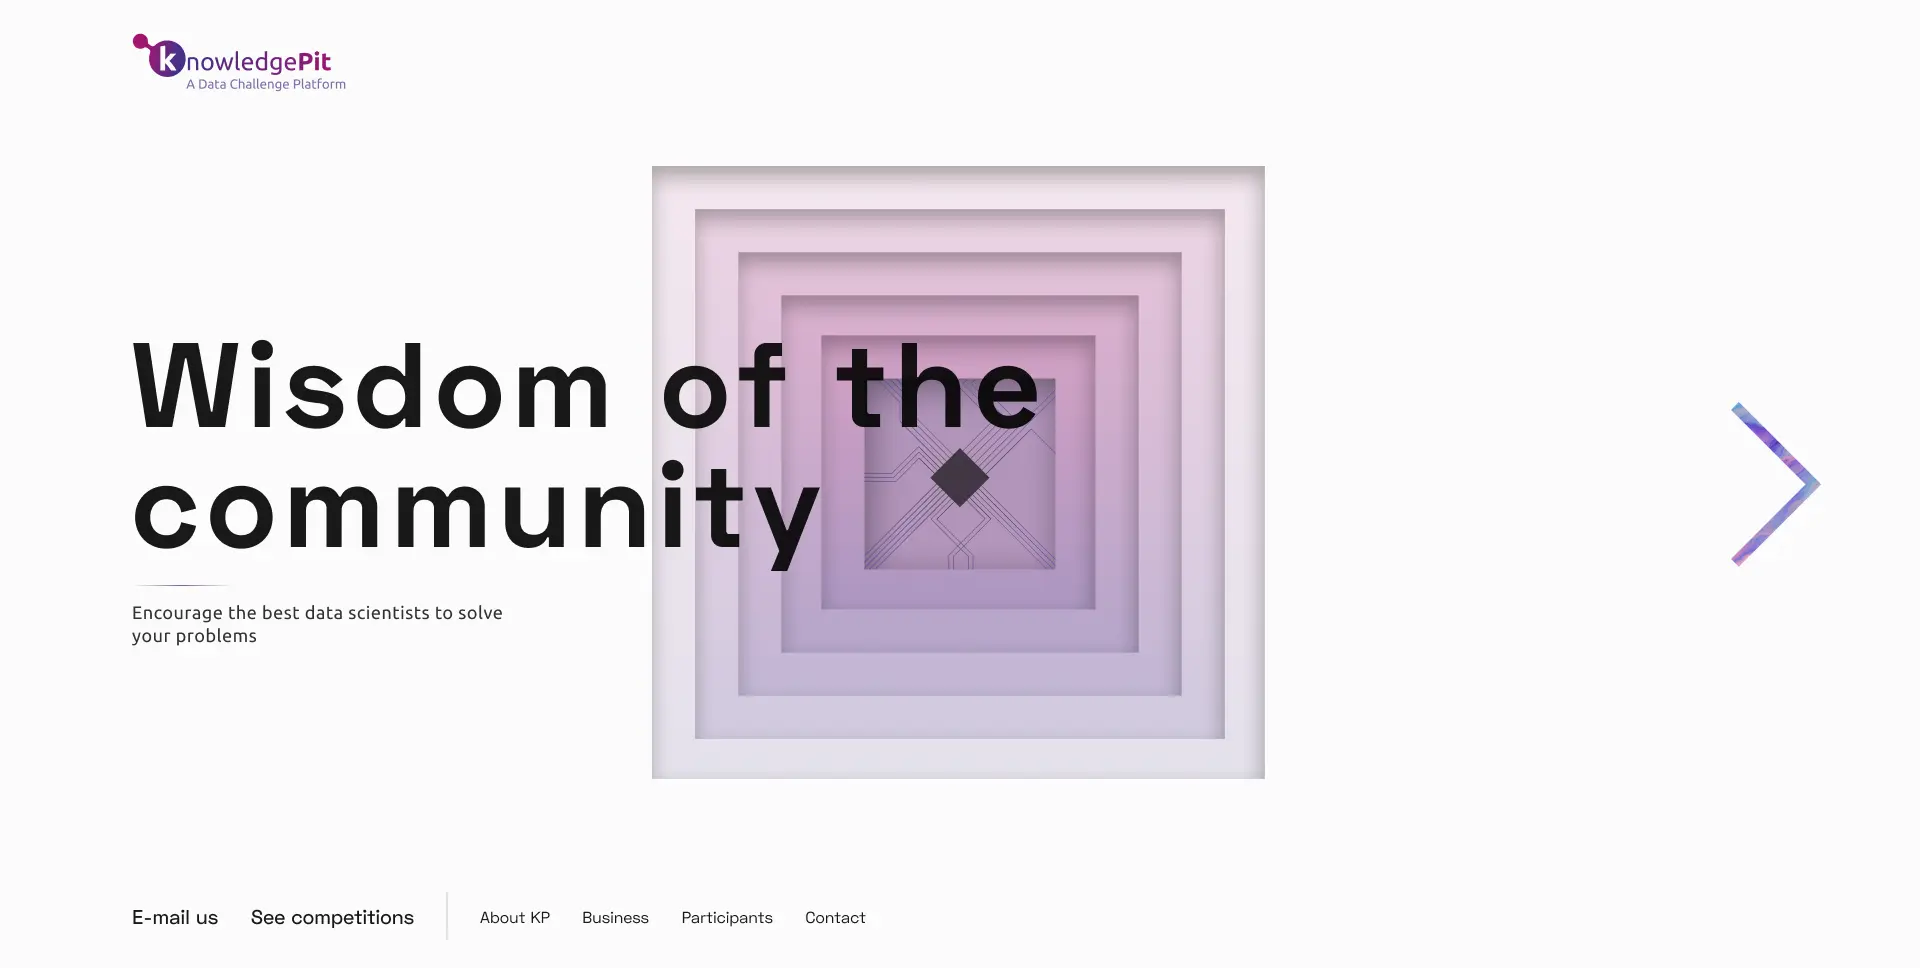 knowledgePit
A Data Challenge Platform
Wisdom of the
community
Encourage the best data scientists to solve
your problems
E-mail us See competitions About KP Business Participants Contact